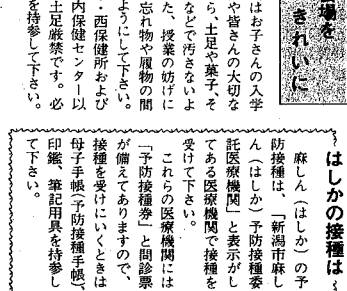 場を
きれいに
はお子さんの入学
や皆さんの大切な
ら、土足や菓子、そ
などで汚さないよ
た、授業の妨げに
忘れ物や履物の間
ようにして下さい。
・西保健所および
内保健センター以
土足厳禁です。必
を持参して下さい。
はしかの接種は
麻しん(はしか)の予
防接種は、「新潟市麻し
ん(はしか)予防接種委
託医療機関」と表示がし
てある医療機関で接種を
受けて下さい。
これらの医療機関には
「予防接種券」と問診票
が備えてありますので、
接種を受けにいくときは
母子手帳(予防接種手帳)、
印鑑、筆記用具を持参し
て下さい。